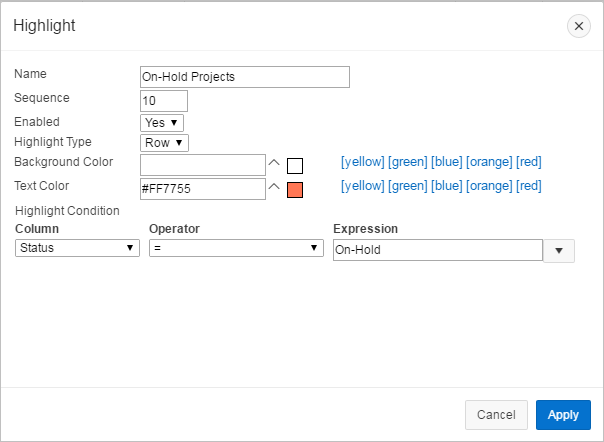 Highlight
Name On-Hold Projects
Sequence 10
Enabled Yes
Highlight Type Row
Background Color [yellow] [green] [blue] [orange] [red]
Text Color #FF7755 [yellow] [green] [blue] [orange] [red]
Highlight Condition
Column Operator Expression
Status = On-Hold
Cancel Apply